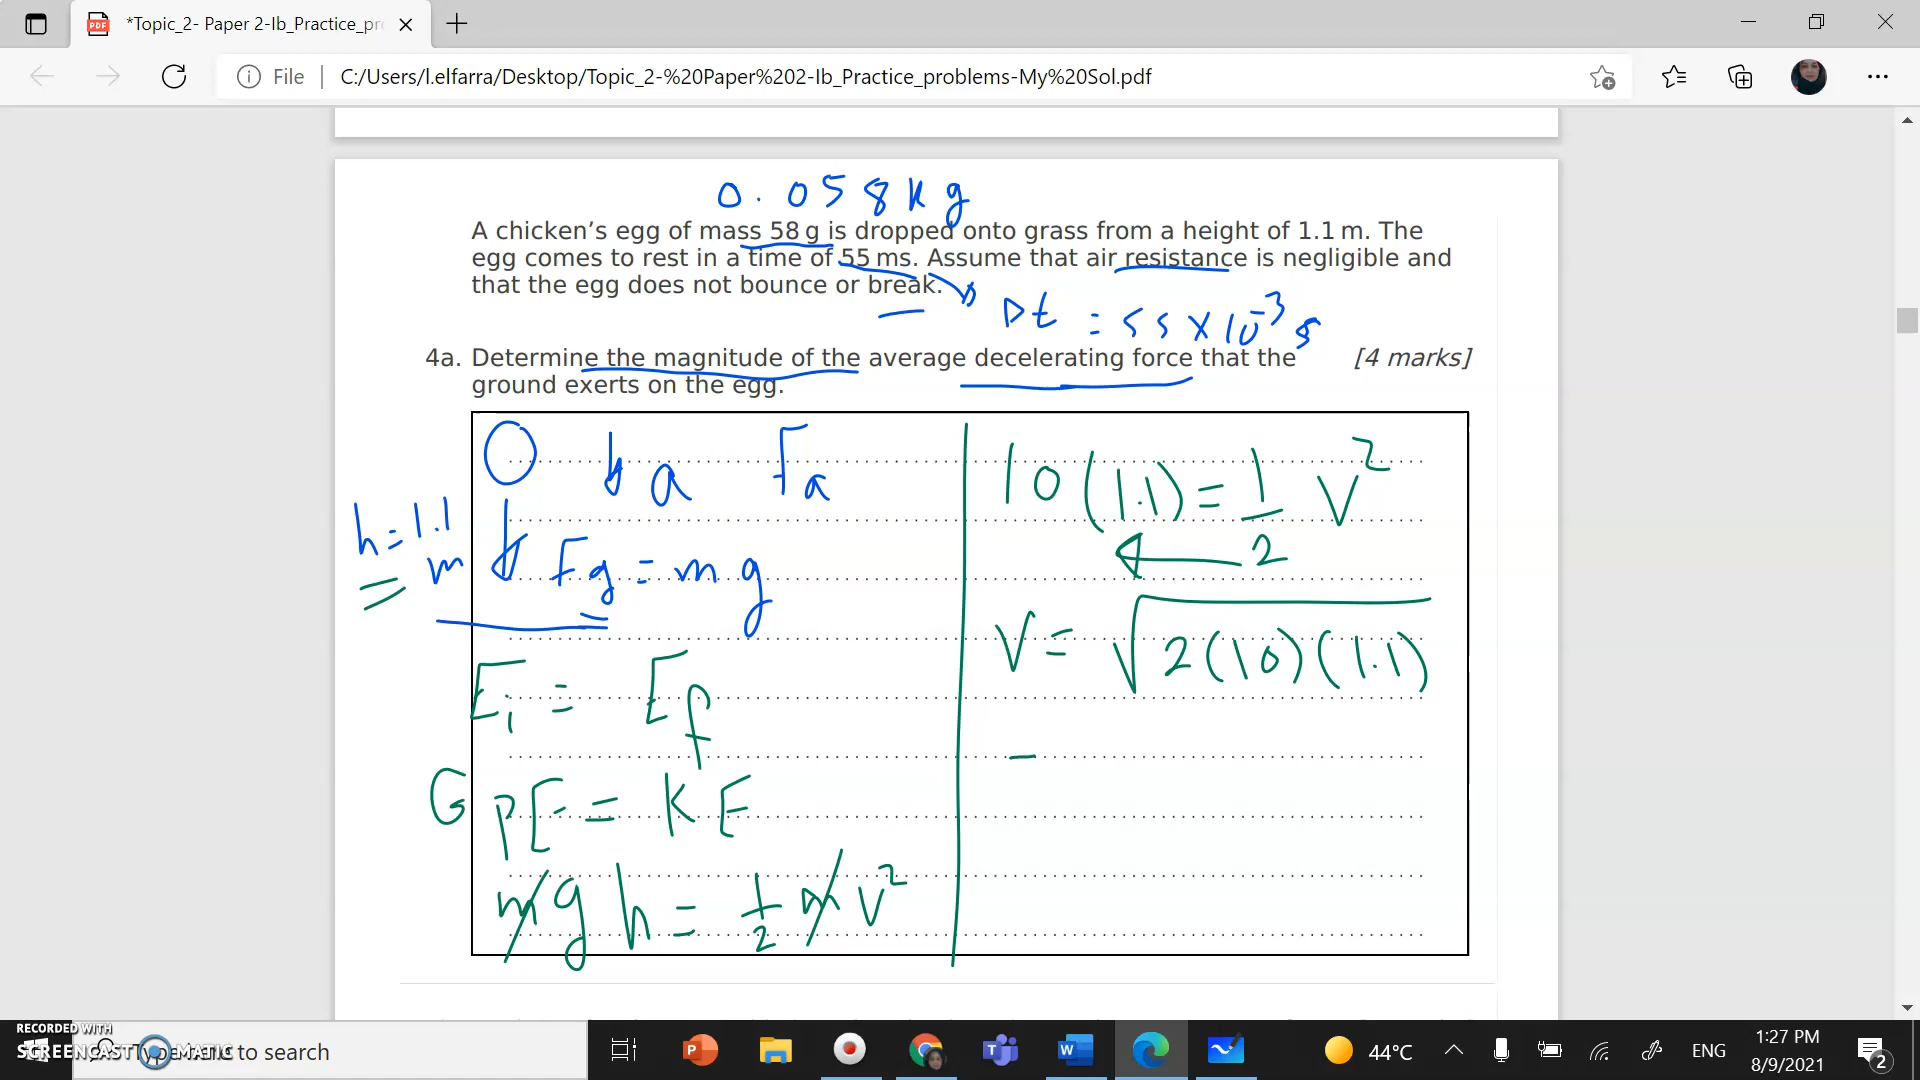 *Topic_2- Paper 2-Ib_Practice_pr
File
C:/Users/l.elfarra/Desktop/Topic_2-%20Paper%202-Ib_Practice_problems-My%20Sol.pdf
0.058kg
A chicken's egg of mass 58 g is dropped onto grass from a height of 1.1 m. The
egg comes to rest in a time of 55 ms. Assume that air resistance is negligible and
that the egg does not bounce or break.
Δt = 55 × 10⁻³ s
4a. Determine the magnitude of the average decelerating force that the [4 marks]
ground exerts on the egg.
a Fa
h = 1.1 m
Fg = mg
Ei = Ef
GPE = KE
mgh = 1/2 mv²
10(1.1) = 1/2 v²
v = √2(10)(1.1)
RECORDED WITH
SCREENCAST MATIC
Type here to search
44°C
ENG
1:27 PM
8/9/2021
2